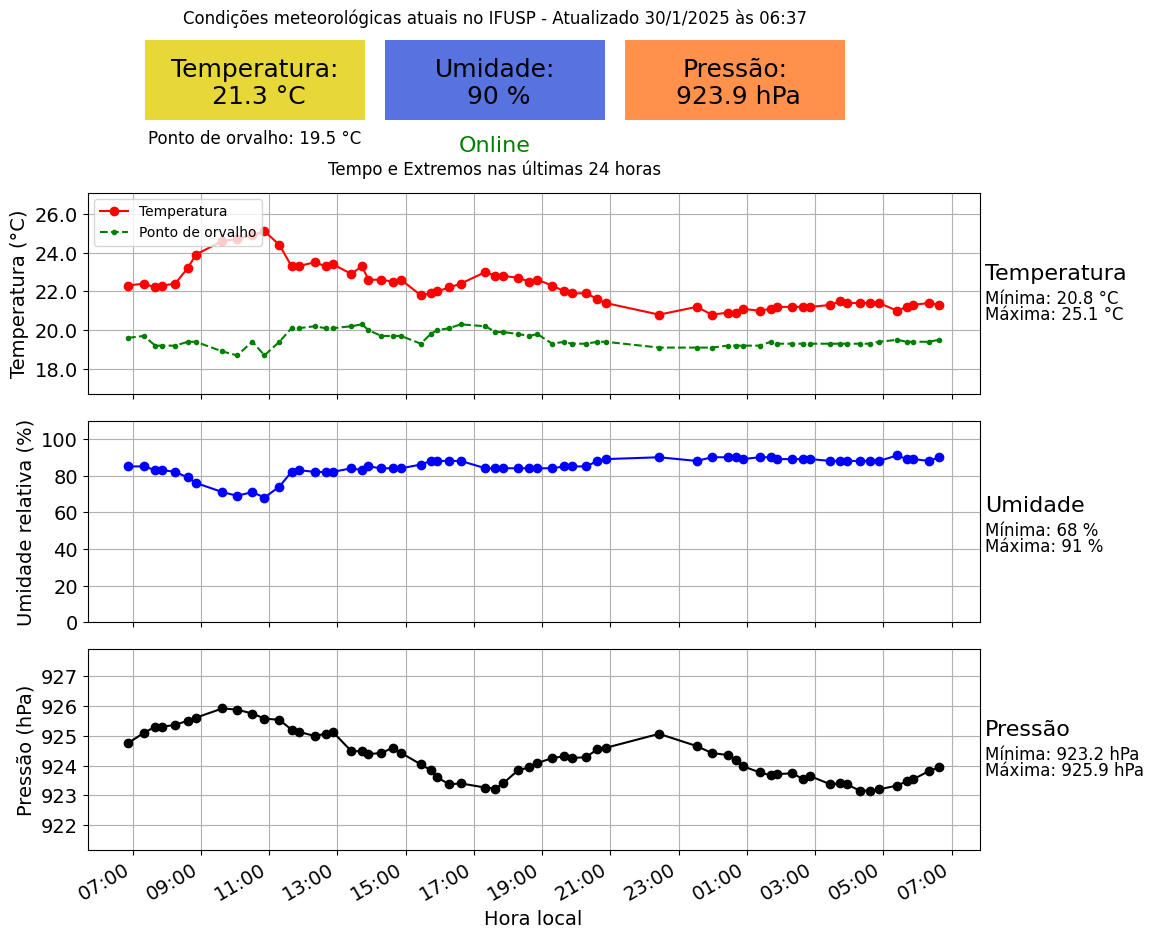 Condições meteorológicas atuais no IFUSP - Atualizado 30/1/2025 às 06:37
Temperatura:
21.3 °C
Umidade:
90 %
Pressão:
923.9 hPa
Ponto de orvalho: 19.5 °C
Online
Tempo e Extremos nas últimas 24 horas
Temperatura (°C)
26.0
24.0
22.0
20.0
18.0
Temperatura
Ponto de orvalho
Temperatura
Mínima: 20.8 °C
Máxima: 25.1 °C
Umidade relativa (%)
100
80
60
40
20
0
Umidade
Mínima: 68 %
Máxima: 91 %
Pressão (hPa)
927
926
925
924
923
922
Pressão
Mínima: 923.2 hPa
Máxima: 925.9 hPa
07:00
09:00
11:00
13:00
15:00
17:00
19:00
21:00
23:00
01:00
03:00
05:00
07:00
Hora local